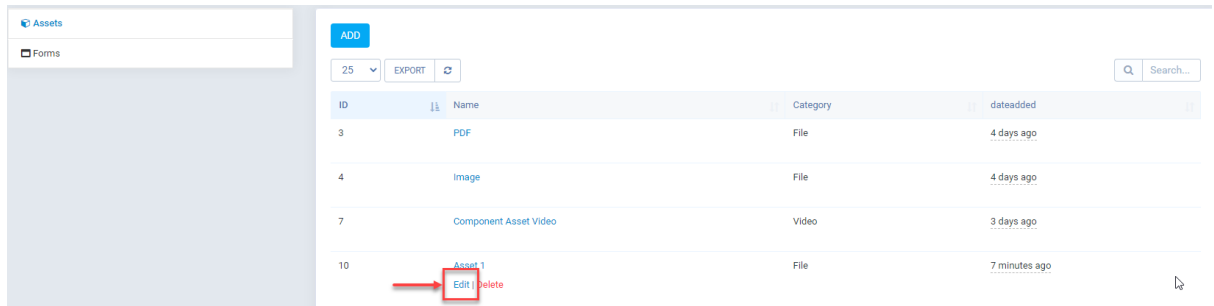 Assets
Forms
ADD
25 EXPORT Search...
ID Name Category dateadded
3 PDF File 4 days ago
4 Image File 4 days ago
7 Component Asset Video Video 3 days ago
10 Asset 1 File 7 minutes ago
Edit | Delete